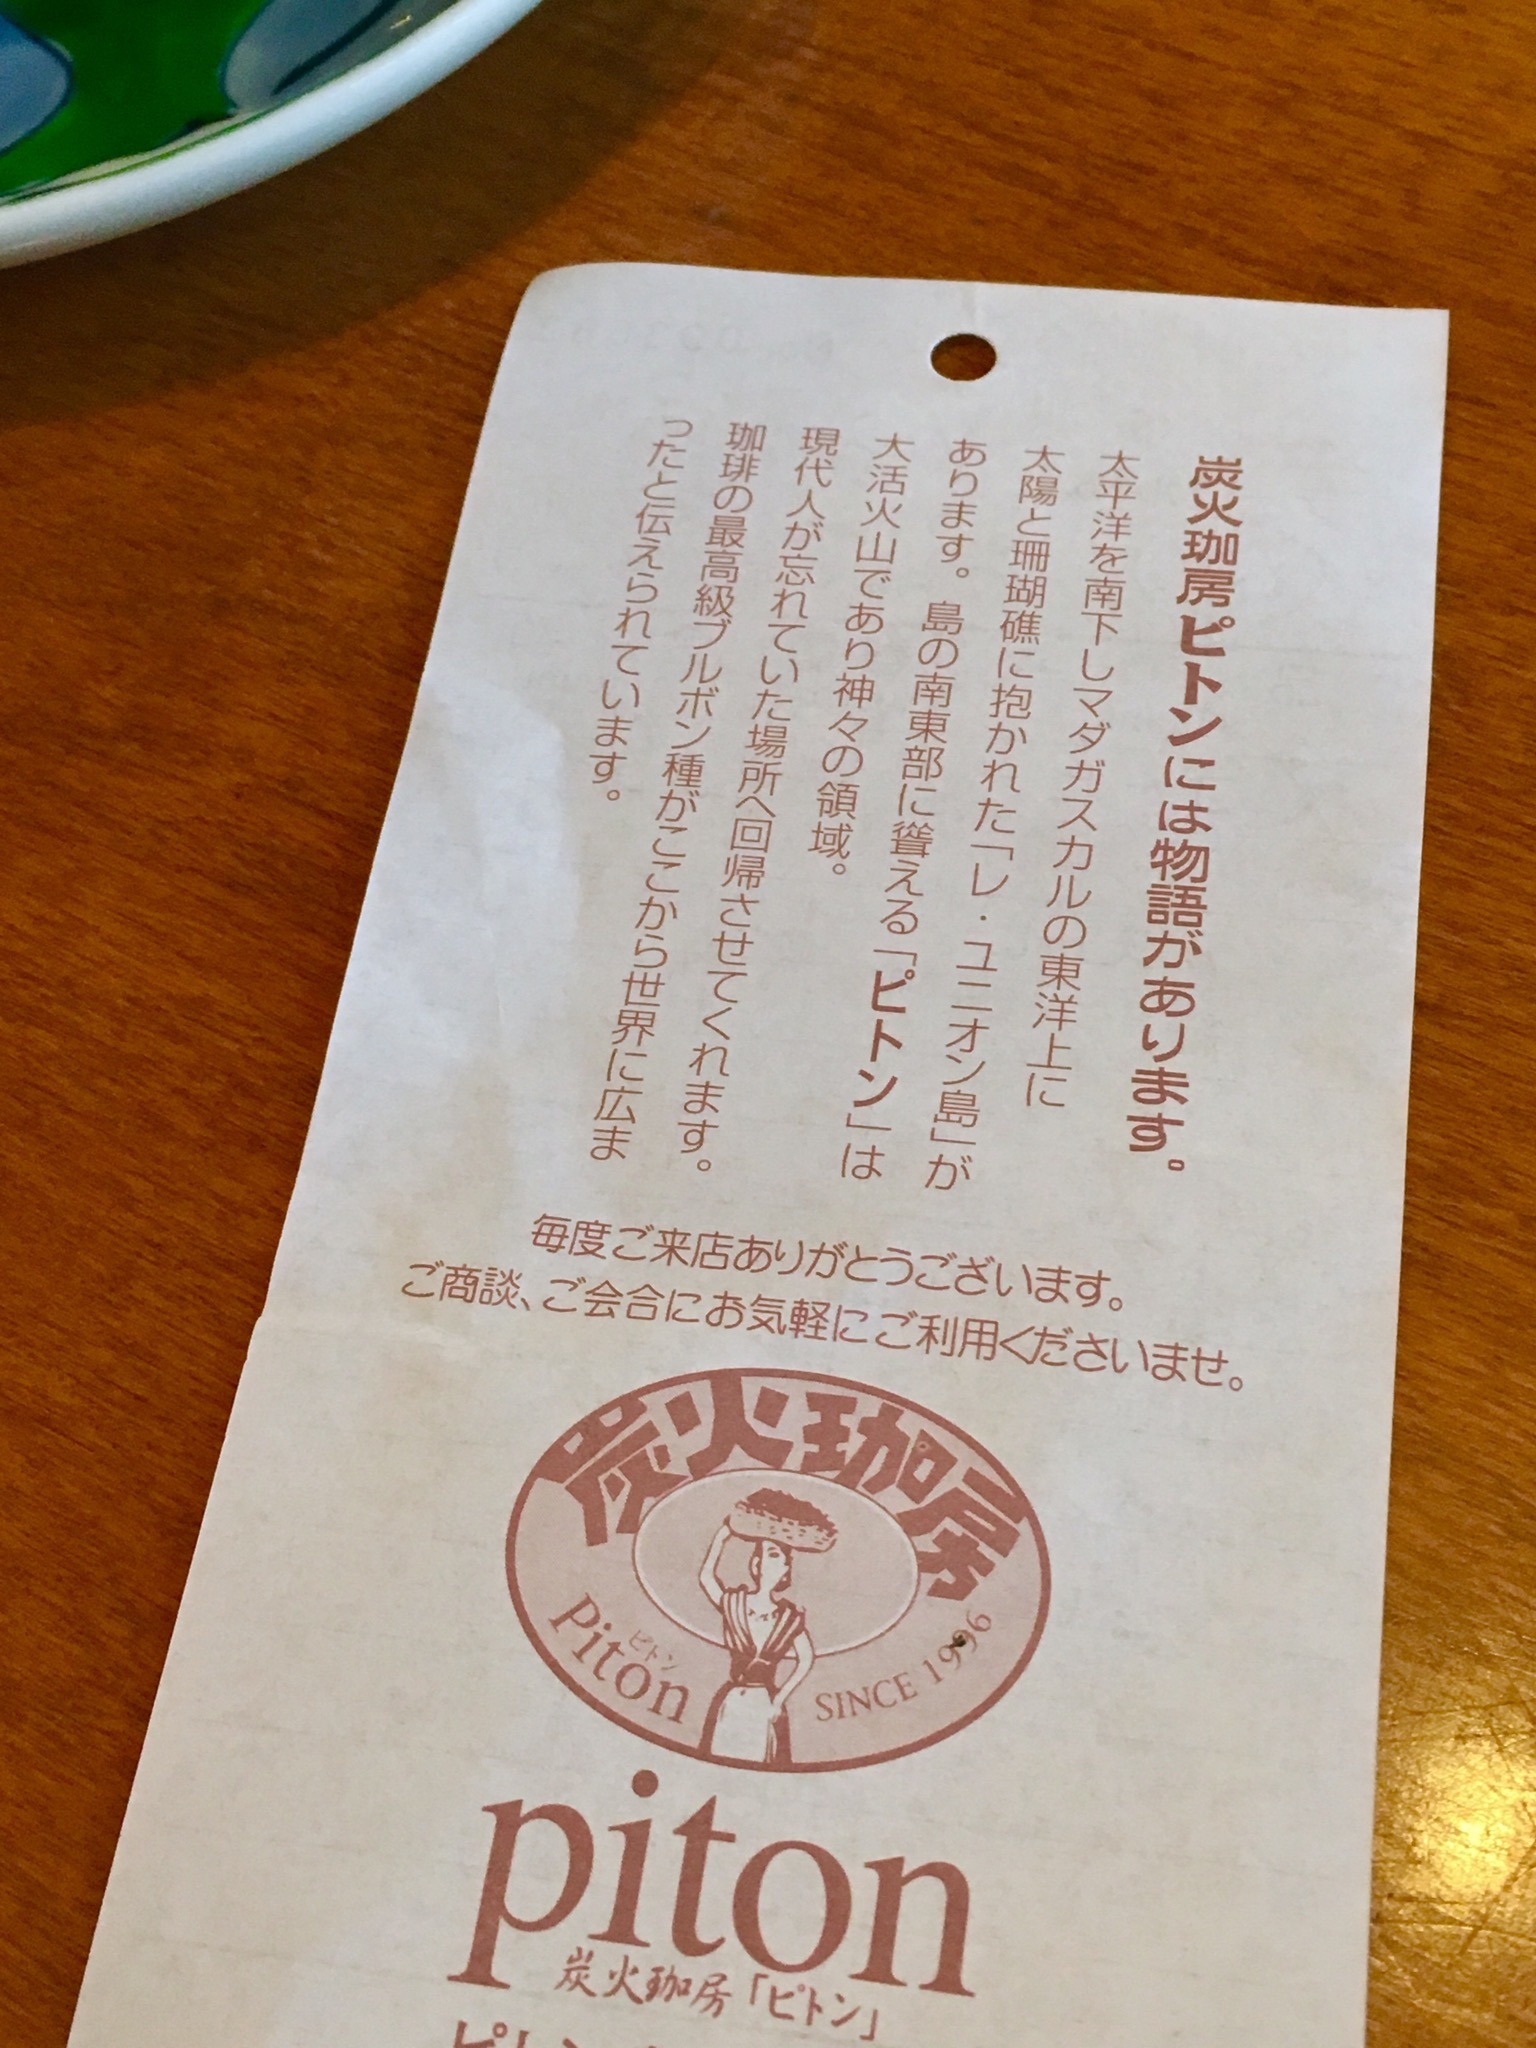 炭火珈房ピトンには物語があります。
太平洋を南下しマダガスカルの東洋上に
太陽と珊瑚礁に抱かれた「レ・ユニオン島」が
あります。島の南東部に聳える「ピトン」は
大活火山であり神々の領域。
現代人が忘れていた場所へ回帰させてくれます。
珈琲の最高級ブルボン種がここから世界に広ま
ったと伝えられています。
毎度ご来店ありがとうございます。
ご商談、ご会合にお気軽にご利用くださいませ。
炭火珈房
ピトン
Piton
SINCE 1996
piton
炭火珈房「ピトン」